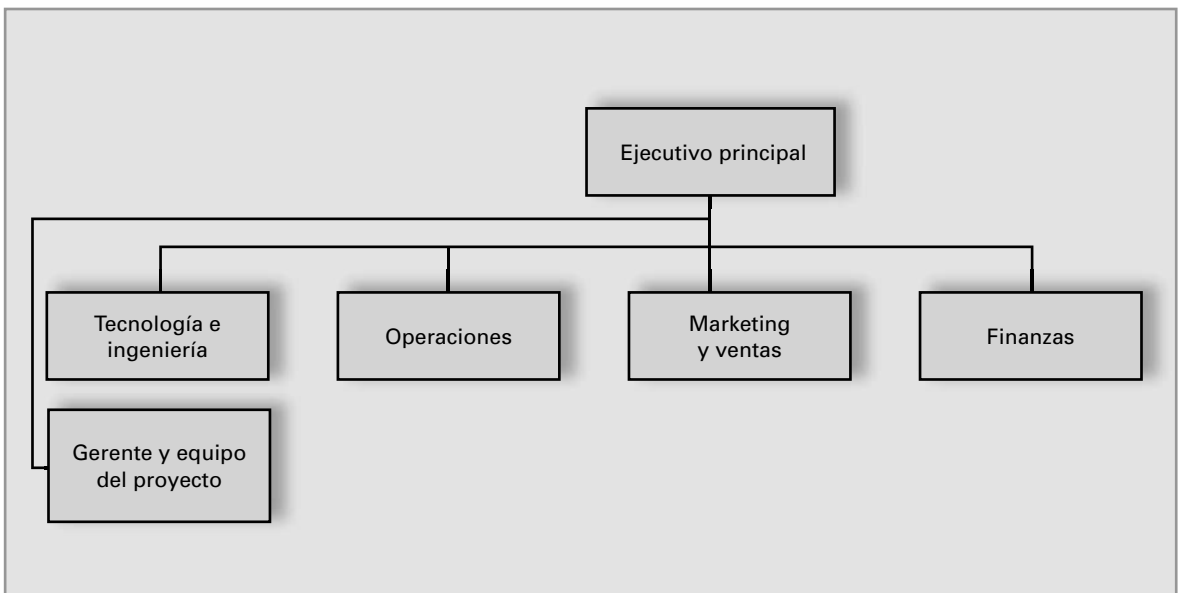 Ejecutivo principal
Tecnología e
ingeniería
Operaciones
Marketing
y ventas
Finanzas
Gerente y equipo
del proyecto